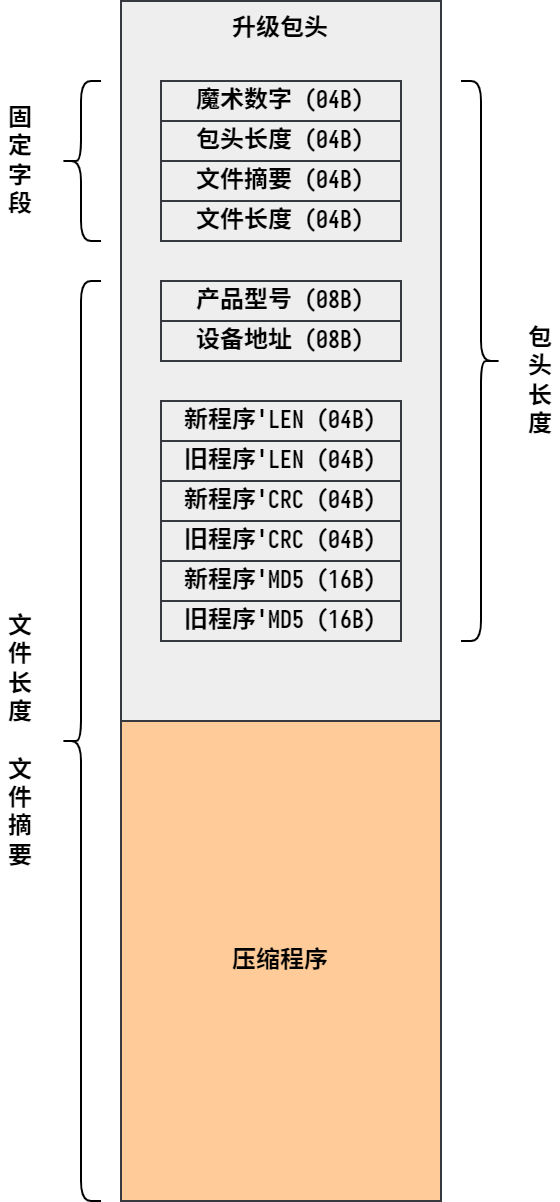 升级包头
固定字段
魔术数字 (04B)
包头长度 (04B)
文件摘要 (04B)
文件长度 (04B)
产品型号 (08B)
设备地址 (08B)
包头长度
新程序'LEN (04B)
旧程序'LEN (04B)
新程序'CRC (04B)
旧程序'CRC (04B)
新程序'MD5 (16B)
旧程序'MD5 (16B)
文件长度
文件摘要
压缩程序